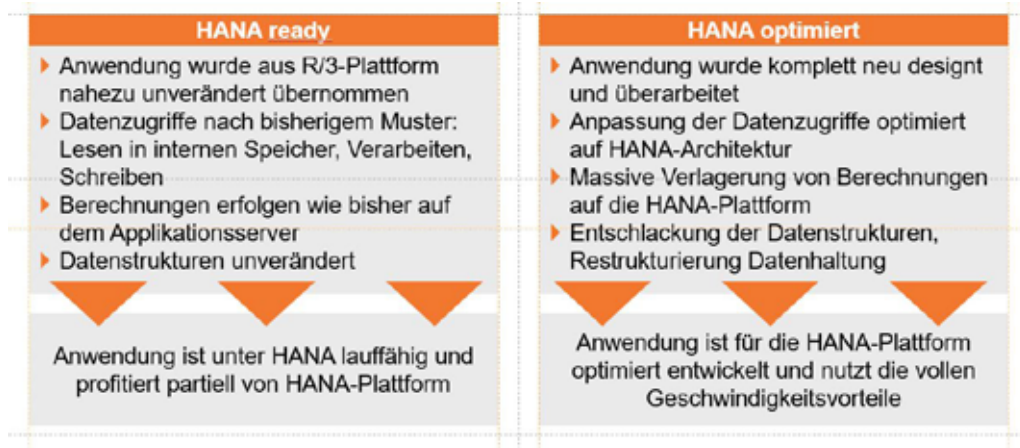 HANA ready
Anwendung wurde aus R/3-Plattform
nahezu unverändert übernommen
Datenzugriffe nach bisherigem Muster:
Lesen in internen Speicher, Verarbeiten,
Schreiben
Berechnungen erfolgen wie bisher auf
dem Applikationsserver
Datenstrukturen unverändert
Anwendung ist unter HANA lauffähig und
profitiert partiell von HANA-Plattform
HANA optimiert
Anwendung wurde komplett neu designt
und überarbeitet
Anpassung der Datenzugriffe optimiert
auf HANA-Architektur
Massive Verlagerung von Berechnungen
auf die HANA-Plattform
Entschlackung der Datenstrukturen,
Restrukturierung Datenhaltung
Anwendung ist für die HANA-Plattform
optimiert entwickelt und nutzt die vollen
Geschwindigkeitsvorteile